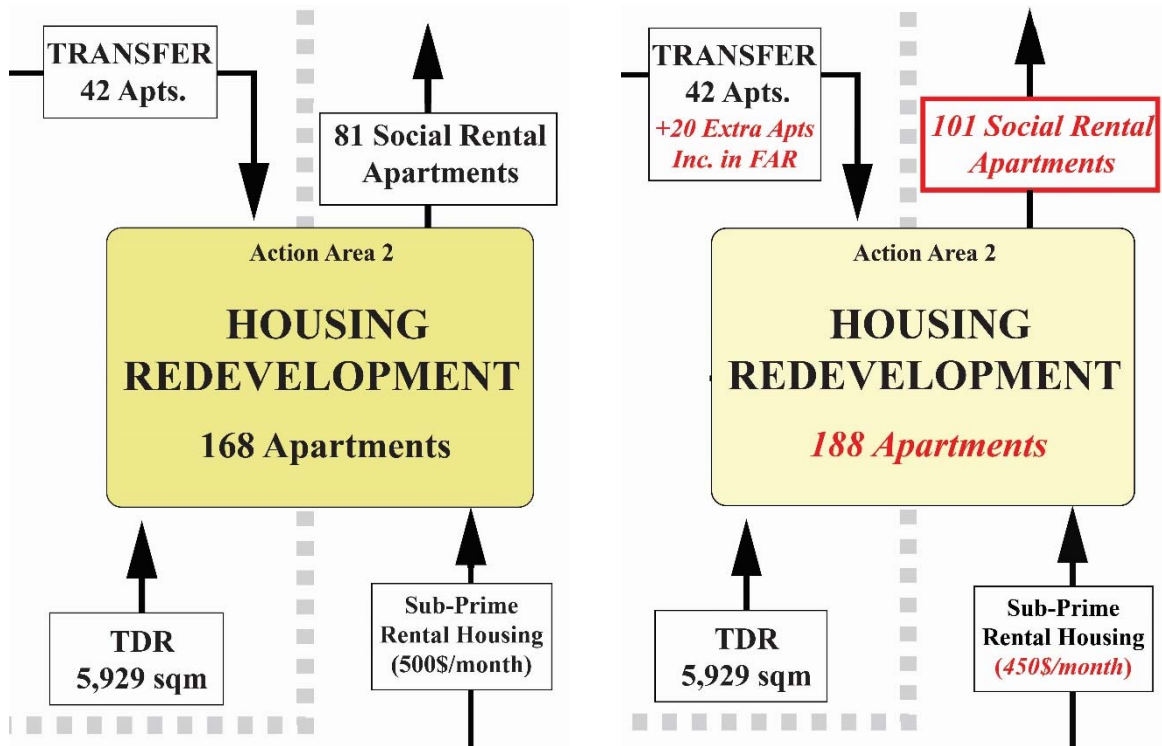 TRANSFER
42 Apts.
81 Social Rental
Apartments
Action Area 2
HOUSING
REDEVELOPMENT
168 Apartments
TDR
5,929 sqm
Sub-Prime
Rental Housing
(500$/month)
TRANSFER
42 Apts.
+20 Extra Apts
Inc. in FAR
101 Social Rental
Apartments
Action Area 2
HOUSING
REDEVELOPMENT
188 Apartments
TDR
5,929 sqm
Sub-Prime
Rental Housing
(450$/month)